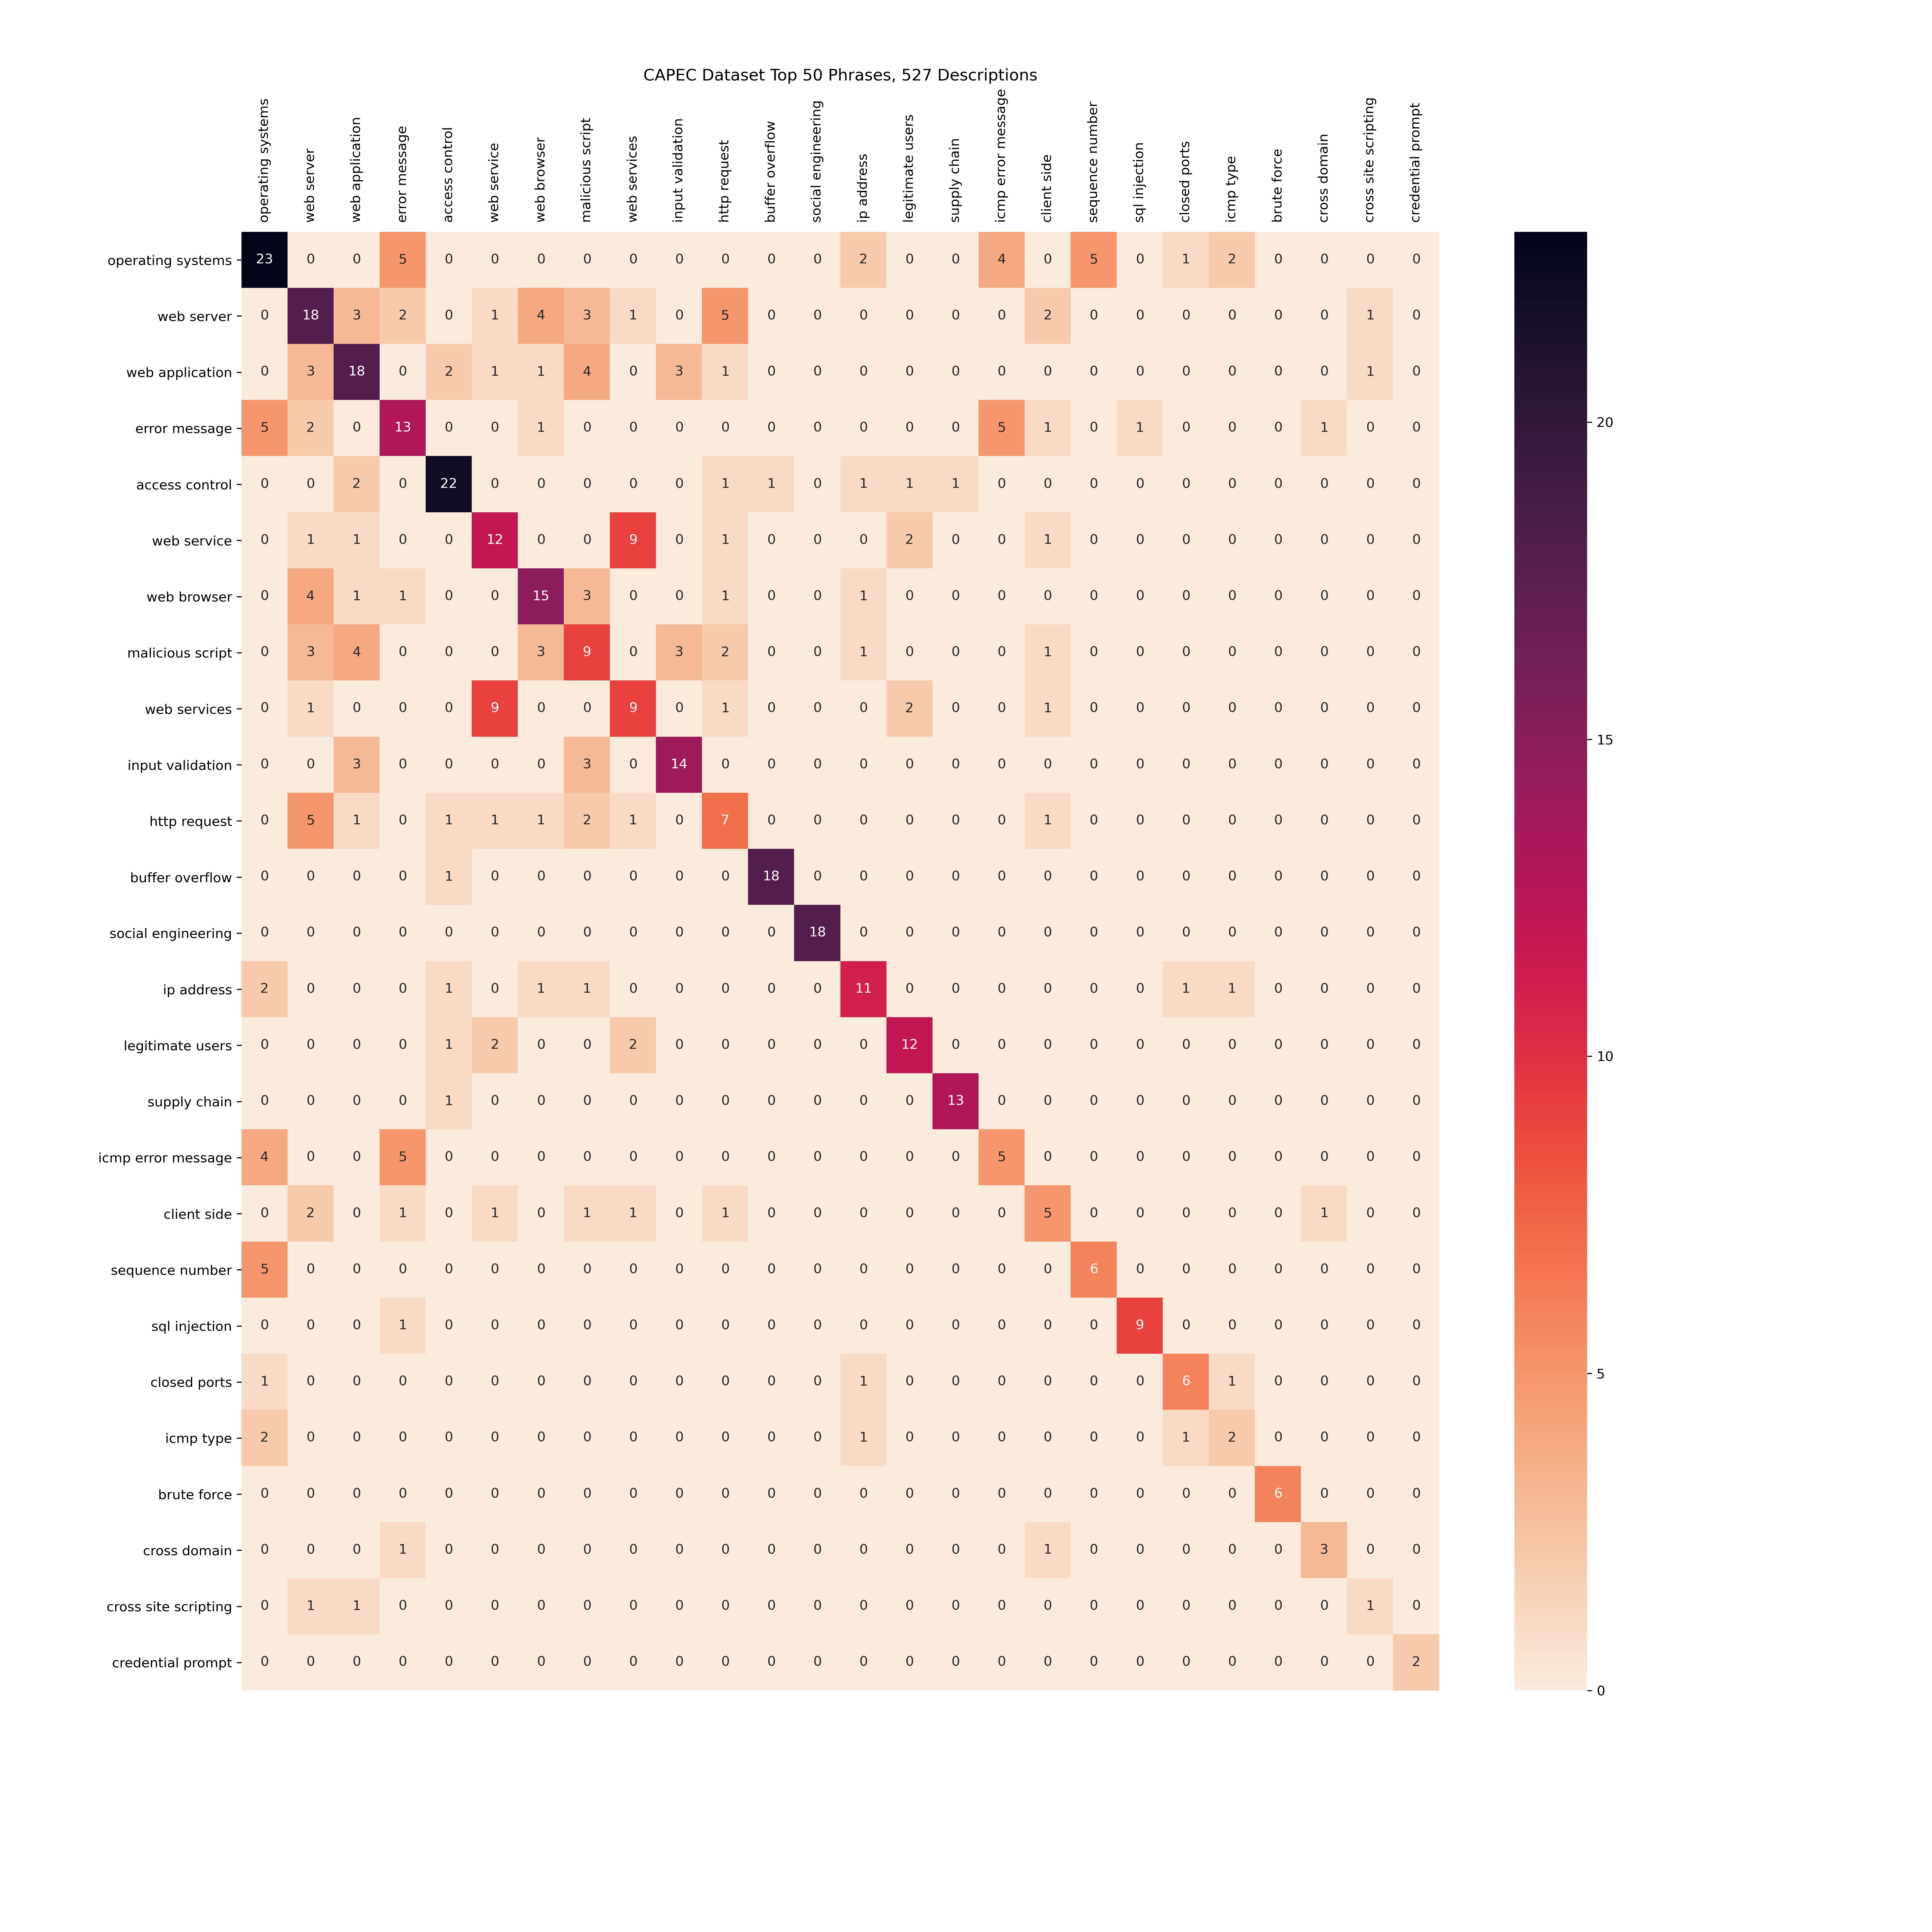 CAPEC Dataset Top 50 Phrases, 527 Descriptions
operating systems
web server
web application
error message
access control
web service
web browser
malicious script
web services
input validation
http request
buffer overflow
social engineering
ip address
legitimate users
supply chain
icmp error message
client side
sequence number
sql injection
closed ports
icmp type
brute force
cross domain
cross site scripting
credential prompt
operating systems 23 0 0 5 0 0 0 0 0 0 0 0 0 2 0 0 4 0 5 0 1 2 0 0 0 0
web server 0 18 3 2 0 1 4 3 1 0 5 0 0 0 0 0 0 2 0 0 0 0 0 0 1 0
web application 0 3 18 0 2 1 1 4 0 3 1 0 0 0 0 0 0 0 0 0 0 0 0 0 1 0
error message 5 2 0 13 0 0 1 0 0 0 0 0 0 0 0 0 5 1 0 1 0 0 0 1 0 0
access control 0 0 2 0 22 0 0 0 0 0 1 1 0 1 1 1 0 0 0 0 0 0 0 0 0 0
web service 0 1 1 0 0 12 0 0 9 0 1 0 0 0 2 0 0 1 0 0 0 0 0 0 0 0
web browser 0 4 1 1 0 0 15 3 0 0 1 0 0 1 0 0 0 0 0 0 0 0 0 0 0 0
malicious script 0 3 4 0 0 0 3 9 0 3 2 0 0 1 0 0 0 1 0 0 0 0 0 0 0 0
web services 0 1 0 0 0 9 0 0 9 0 1 0 0 0 2 0 0 1 0 0 0 0 0 0 0 0
input validation 0 0 3 0 0 0 0 3 0 14 0 0 0 0 0 0 0 0 0 0 0 0 0 0 0 0
http request 0 5 1 0 1 1 1 2 1 0 7 0 0 0 0 0 0 1 0 0 0 0 0 0 0 0
buffer overflow 0 0 0 0 1 0 0 0 0 0 0 18 0 0 0 0 0 0 0 0 0 0 0 0 0 0
social engineering 0 0 0 0 0 0 0 0 0 0 0 0 18 0 0 0 0 0 0 0 0 0 0 0 0 0
ip address 2 0 0 0 1 0 1 1 0 0 0 0 0 11 0 0 0 0 0 0 1 1 0 0 0 0
legitimate users 0 0 0 0 1 2 0 0 2 0 0 0 0 0 12 0 0 0 0 0 0 0 0 0 0 0
supply chain 0 0 0 0 1 0 0 0 0 0 0 0 0 0 0 13 0 0 0 0 0 0 0 0 0 0
icmp error message 4 0 0 5 0 0 0 0 0 0 0 0 0 0 0 0 5 0 0 0 0 0 0 0 0 0
client side 0 2 0 1 0 1 0 1 1 0 1 0 0 0 0 0 0 5 0 0 0 0 0 1 0 0
sequence number 5 0 0 0 0 0 0 0 0 0 0 0 0 0 0 0 0 0 6 0 0 0 0 0 0 0
sql injection 0 0 0 1 0 0 0 0 0 0 0 0 0 0 0 0 0 0 0 9 0 0 0 0 0 0
closed ports 1 0 0 0 0 0 0 0 0 0 0 0 0 1 0 0 0 0 0 0 6 1 0 0 0 0
icmp type 2 0 0 0 0 0 0 0 0 0 0 0 0 1 0 0 0 0 0 0 1 2 0 0 0 0
brute force 0 0 0 0 0 0 0 0 0 0 0 0 0 0 0 0 0 0 0 0 0 0 6 0 0 0
cross domain 0 0 0 1 0 0 0 0 0 0 0 0 0 0 0 0 0 1 0 0 0 0 0 3 0 0
cross site scripting 0 1 1 0 0 0 0 0 0 0 0 0 0 0 0 0 0 0 0 0 0 0 0 0 1 0
credential prompt 0 0 0 0 0 0 0 0 0 0 0 0 0 0 0 0 0 0 0 0 0 0 0 0 0 2
20
15
10
5
0